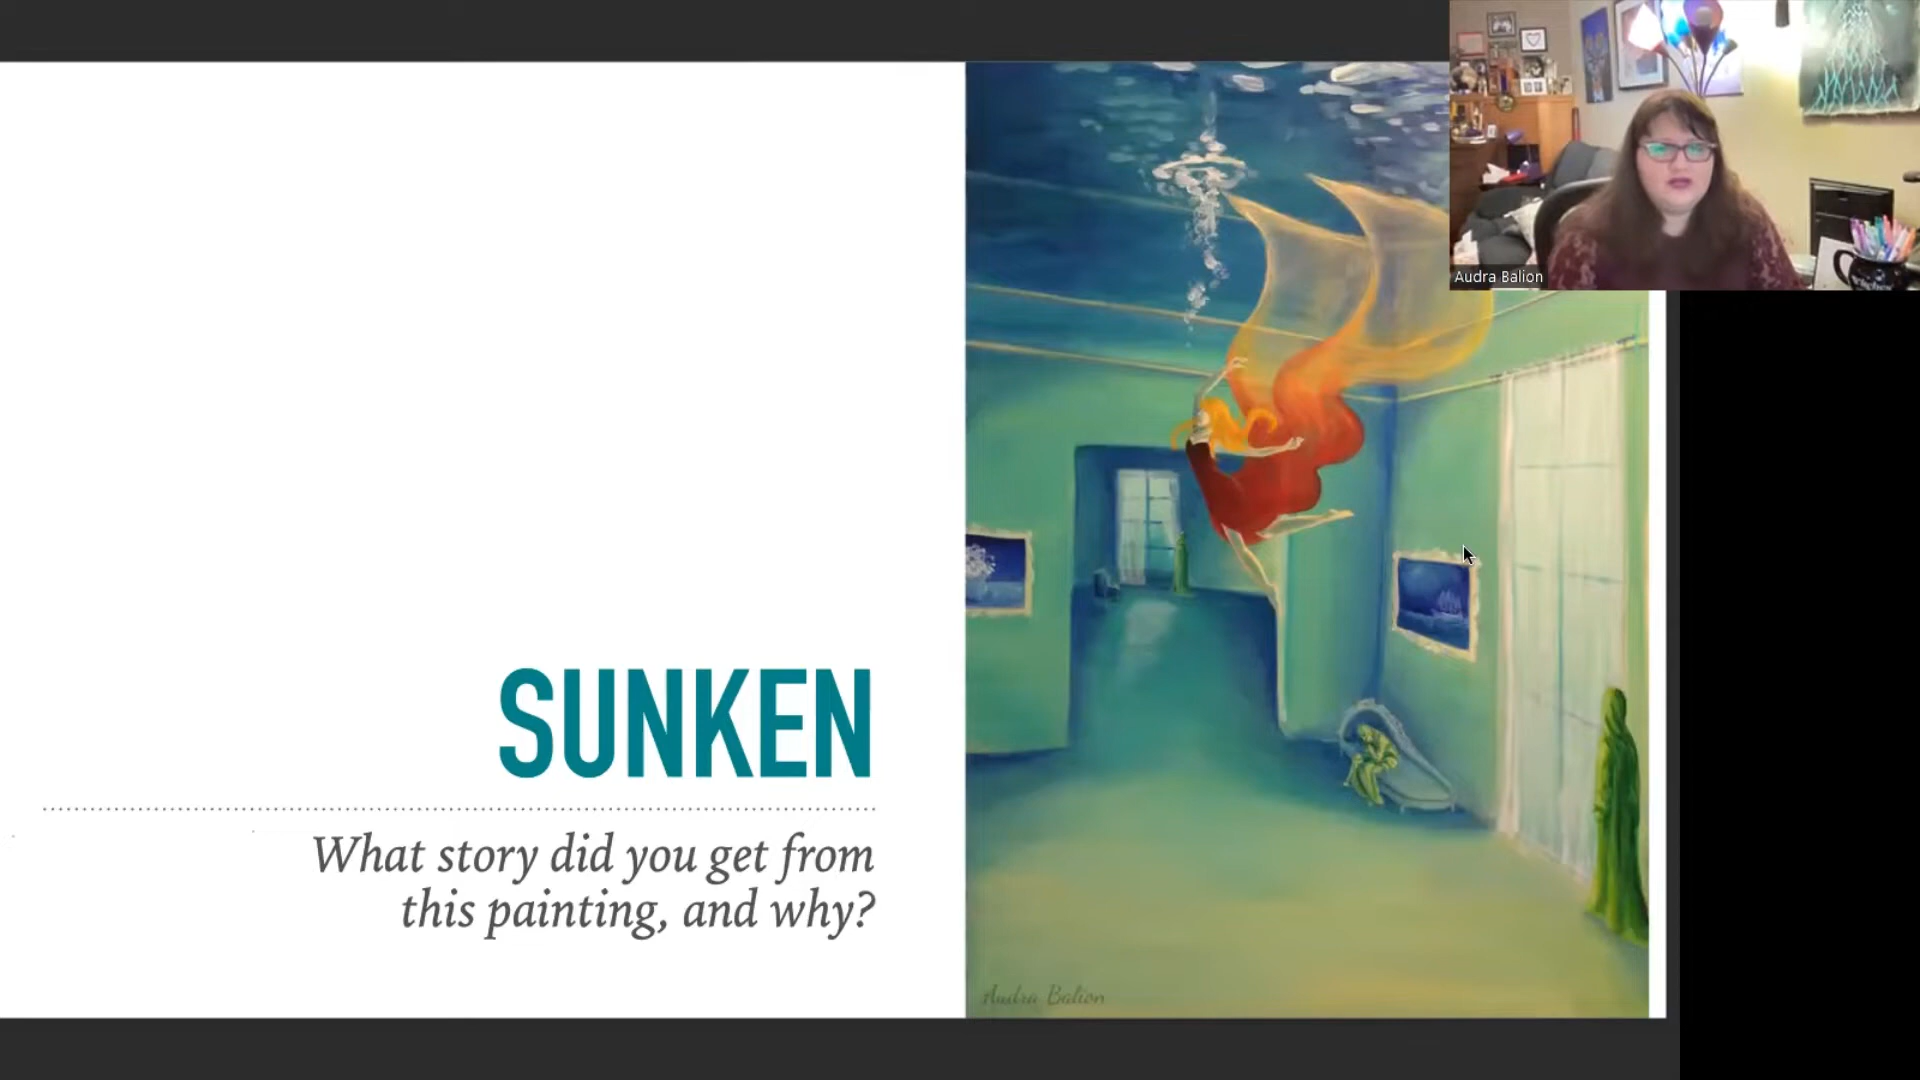 Audra Balion
SUNKEN
What story did you get from
this painting, and why?
Audra Balion